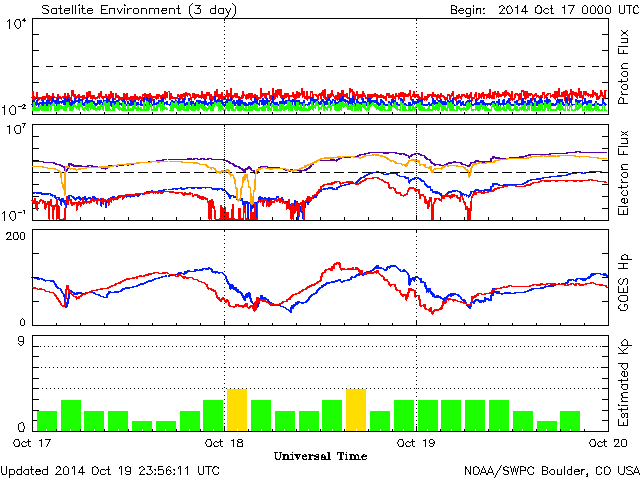 Satellite Environment (3 day) Begin: 2014 Oct 17 0000 UTC
10^4
10^-2
Proton Flux
10^7
10^-1
Electron Flux
200
0
GOES Hp
9
0
Estimated Kp
Oct 17 Oct 18 Oct 19 Oct 20
Universal Time
Updated 2014 Oct 19 23:56:11 UTC NOAA/SWPC Boulder, CO USA